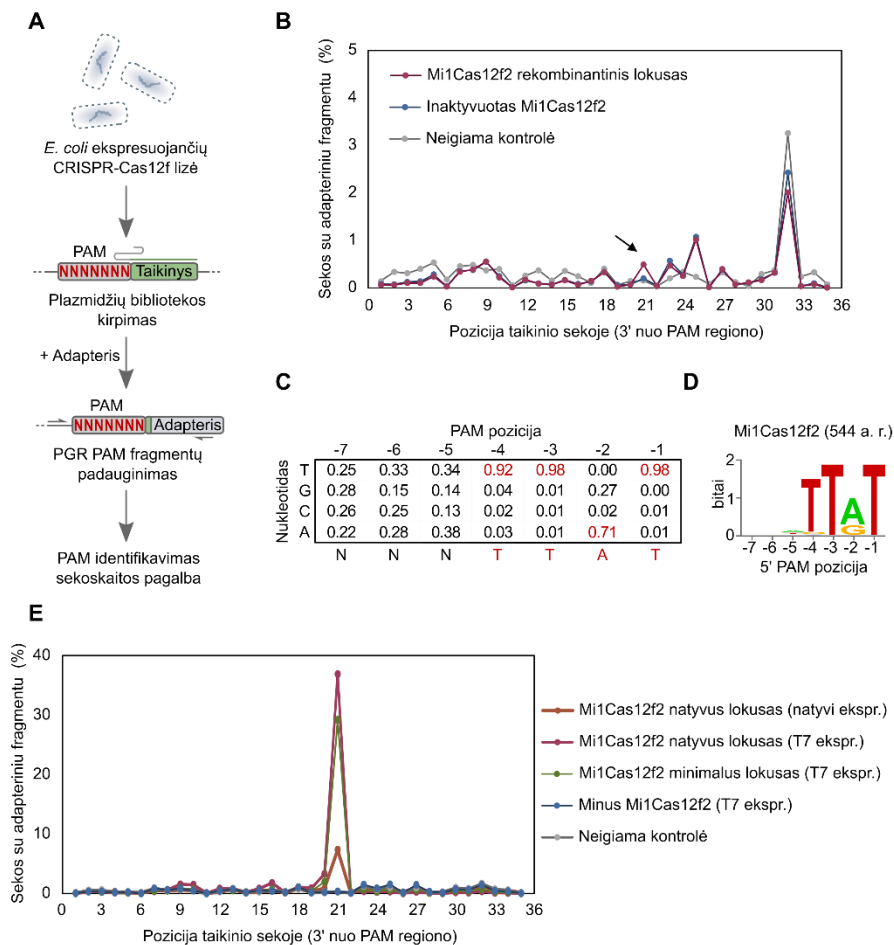 A
E. coli ekspresuojančių
CRISPR-Cas12f lizė
PAM
NNNNNNN Taikinys
Plazmidžių bibliotekos
kirpimas
+ Adapteris
PAM
NNNNNNN Adapteris
PGR PAM fragmentų
padauginimas
PAM identifikavimas
sekoskaitos pagalba
B
Sekos su adapteriniu fragmentu (%)
5
4
3
2
1
0
Mi1Cas12f2 rekombinantinis lokusas
Inaktyvuotas Mi1Cas12f2
Neigiama kontrolė
0 3 6 9 12 15 18 21 24 27 30 33 36
Pozicija taikinio sekoje (3' nuo PAM regiono)
C
PAM pozicija
-7 -6 -5 -4 -3 -2 -1
Nukleotidas
T 0.25 0.33 0.34 0.92 0.98 0.00 0.98
G 0.28 0.15 0.14 0.04 0.01 0.27 0.00
C 0.26 0.25 0.13 0.02 0.01 0.02 0.01
A 0.22 0.28 0.38 0.03 0.01 0.71 0.01
N N N T T A T
D
Mi1Cas12f2 (544 a. r.)
bitai
2
1
0
T T A G T
-7 -6 -5 -4 -3 -2 -1
5' PAM pozicija
E
Sekos su adapteriniu fragmentu (%)
40
30
20
10
0
0 3 6 9 12 15 18 21 24 27 30 33 36
Pozicija taikinio sekoje (3' nuo PAM regiono)
Mi1Cas12f2 natyvus lokusas (natyvi ekspr.)
Mi1Cas12f2 natyvus lokusas (T7 ekspr.)
Mi1Cas12f2 minimalus lokusas (T7 ekspr.)
Minus Mi1Cas12f2 (T7 ekspr.)
Neigiama kontrolė